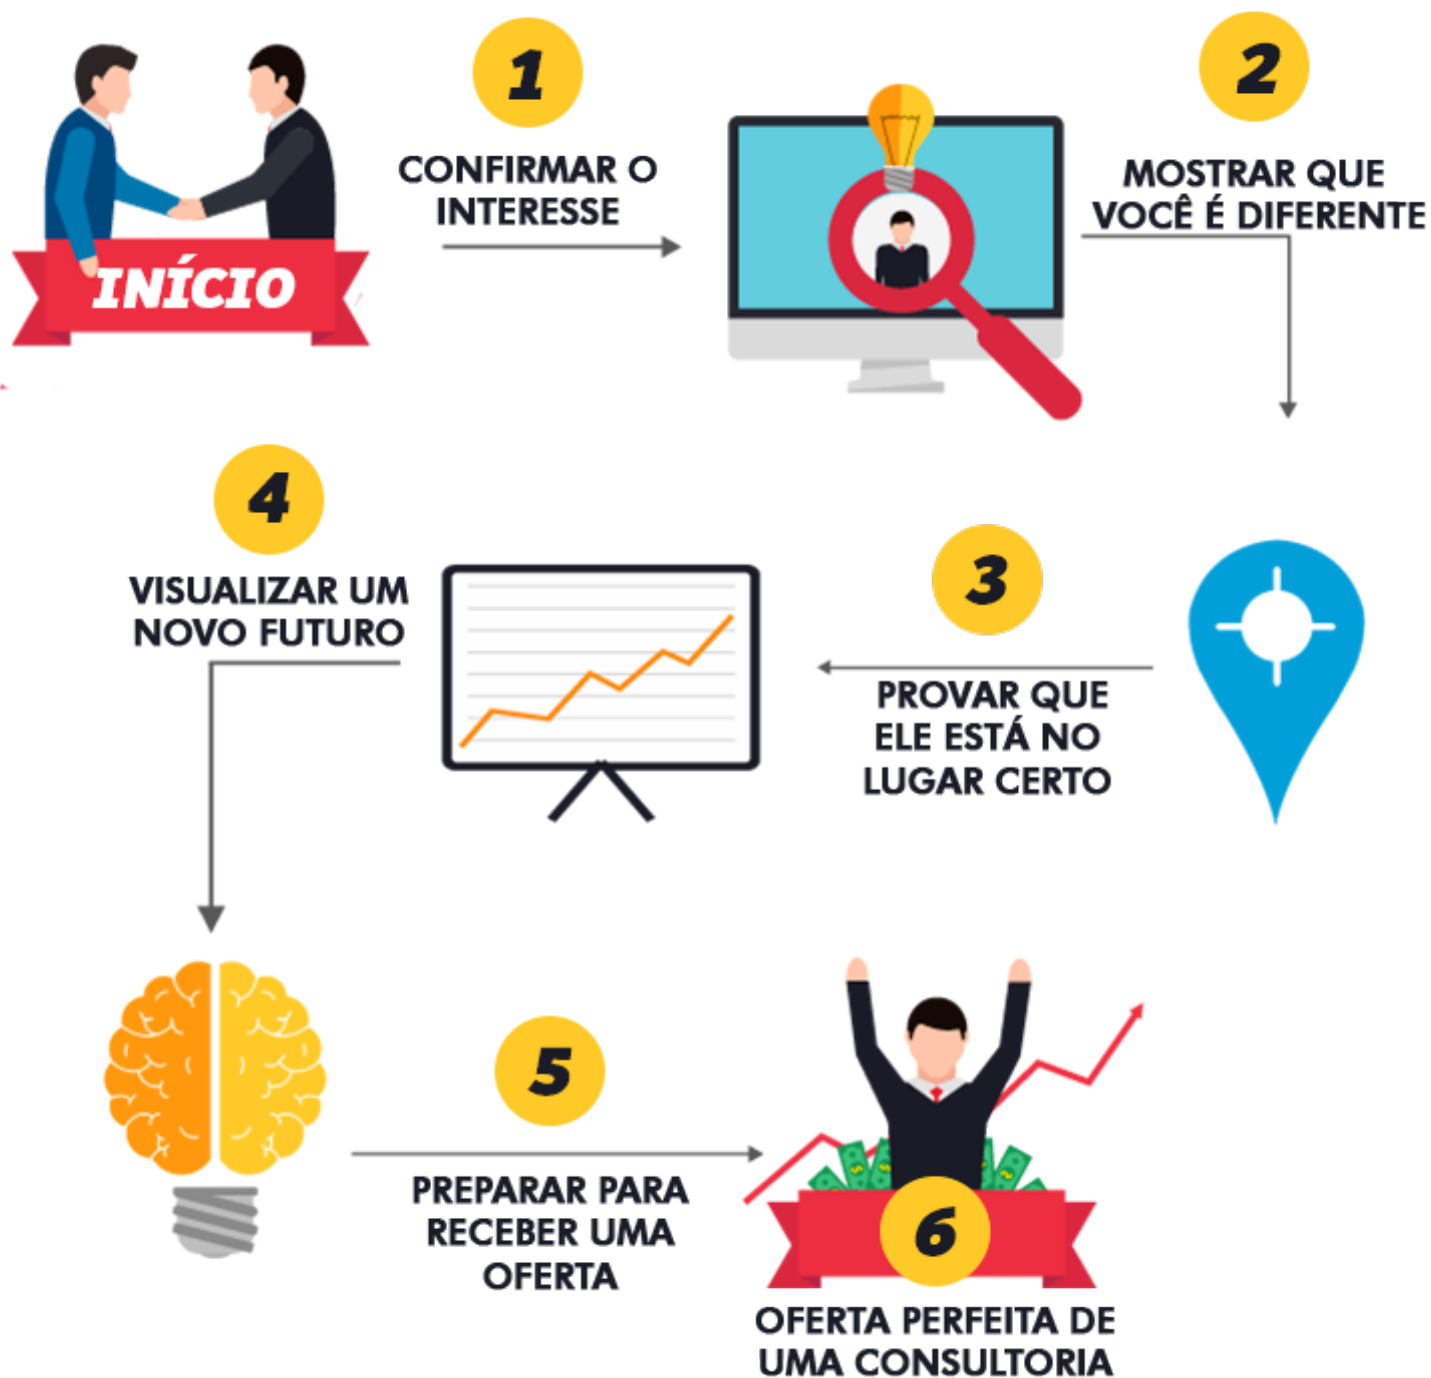 INÍCIO
1
CONFIRMAR O
INTERESSE
2
MOSTRAR QUE
VOCÊ É DIFERENTE
3
PROVAR QUE
ELE ESTÁ NO
LUGAR CERTO
4
VISUALIZAR UM
NOVO FUTURO
5
PREPARAR PARA
RECEBER UMA
OFERTA
6
OFERTA PERFEITA DE
UMA CONSULTORIA